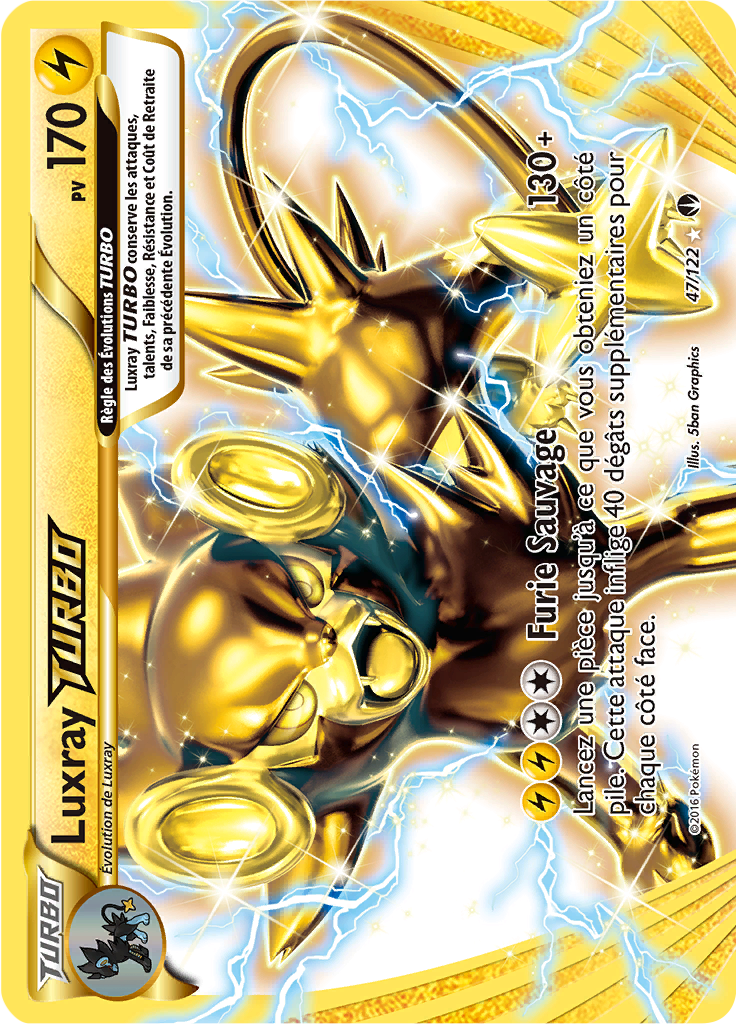 TURBO
Luxray TURBO
PV 170
Évolution de Luxray
Règle des Évolutions TURBO
Luxray TURBO conserve les attaques,
talents, Faiblesse, Résistance et Coût de Retraite
de sa précédente Évolution.
Furie Sauvage 130+
Lancez une pièce jusqu'à ce que vous obteniez un côté
pile. Cette attaque inflige 40 dégâts supplémentaires pour
chaque côté face.
©2016 Pokémon
Illus. 5ban Graphics
47/122